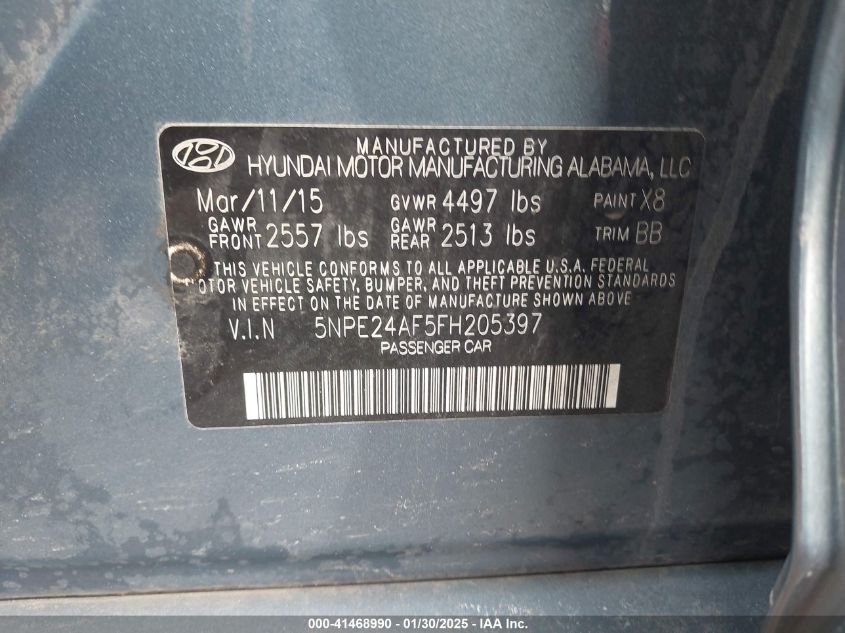 MANUFACTURED BY
HYUNDAI MOTOR MANUFACTURING ALABAMA, LLC
Mar/11/15 GVWR 4497 lbs PAINT X8
GAWR FRONT 2557 lbs GAWR REAR 2513 lbs TRIM BB
THIS VEHICLE CONFORMS TO ALL APPLICABLE U.S.A. FEDERAL
MOTOR VEHICLE SAFETY, BUMPER, AND THEFT PREVENTION STANDARDS
IN EFFECT ON THE DATE OF MANUFACTURE SHOWN ABOVE.
V.I.N 5NPE24AF5FH205397
PASSENGER CAR
000-41468990 — 01/30/2025 — IAA Inc.